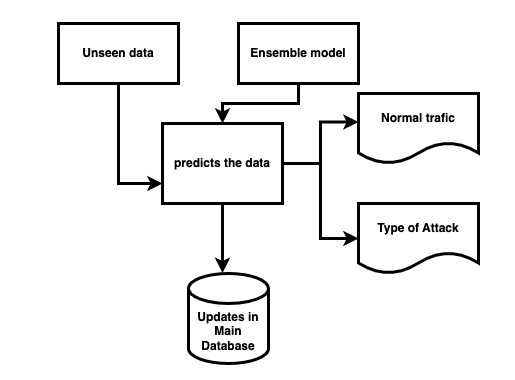 Unseen data
Ensemble model
Normal trafic
predicts the data
Type of Attack
Updates in
Main
Database